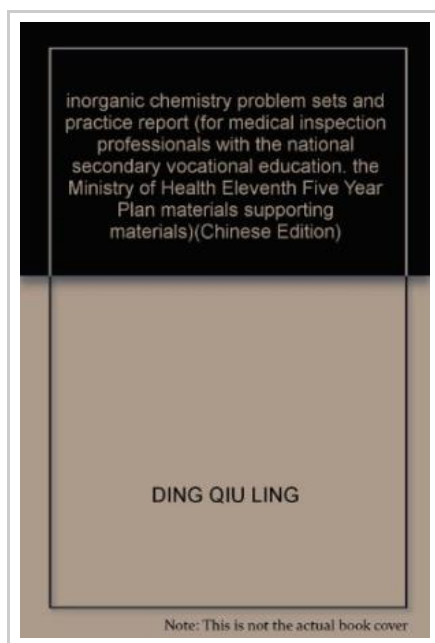 inorganic chemistry problem sets and
practice report (for medical inspection
professionals with the national
secondary vocational education. the
Ministry of Health Eleventh Five Year
Plan materials supporting
materials)(Chinese Edition)
DING QIU LING
Note: This is not the actual book cover